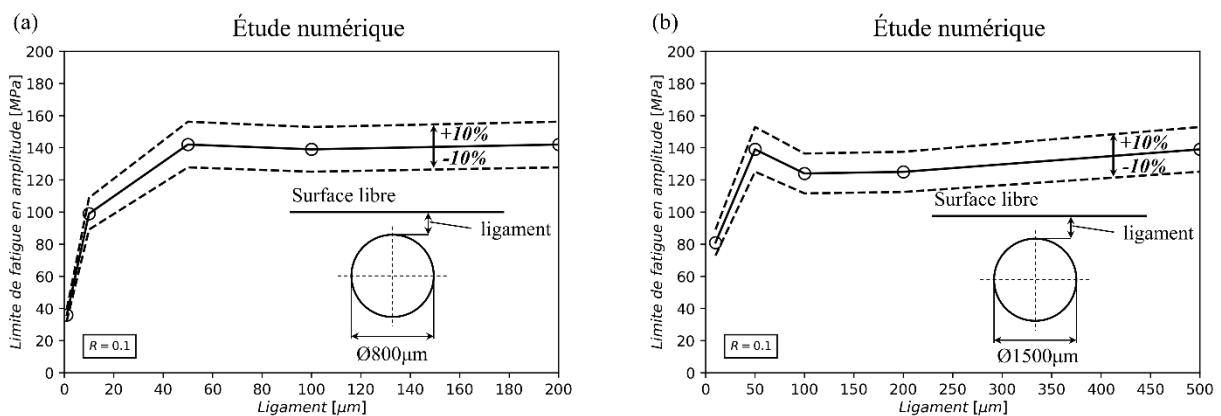 (a)
Étude numérique
Limite de fatigue en amplitude [MPa]
200
180
160
140
120
100
80
60
40
20
0
+10%
-10%
Surface libre
ligament
Ø800µm
R = 0.1
0 20 40 60 80 100 120 140 160 180 200
Ligament [µm]
(b)
Étude numérique
Limite de fatigue en amplitude [MPa]
200
180
160
140
120
100
80
60
40
20
0
+10%
-10%
Surface libre
ligament
Ø1500µm
R = 0.1
0 50 100 150 200 250 300 350 400 450 500
Ligament [µm]